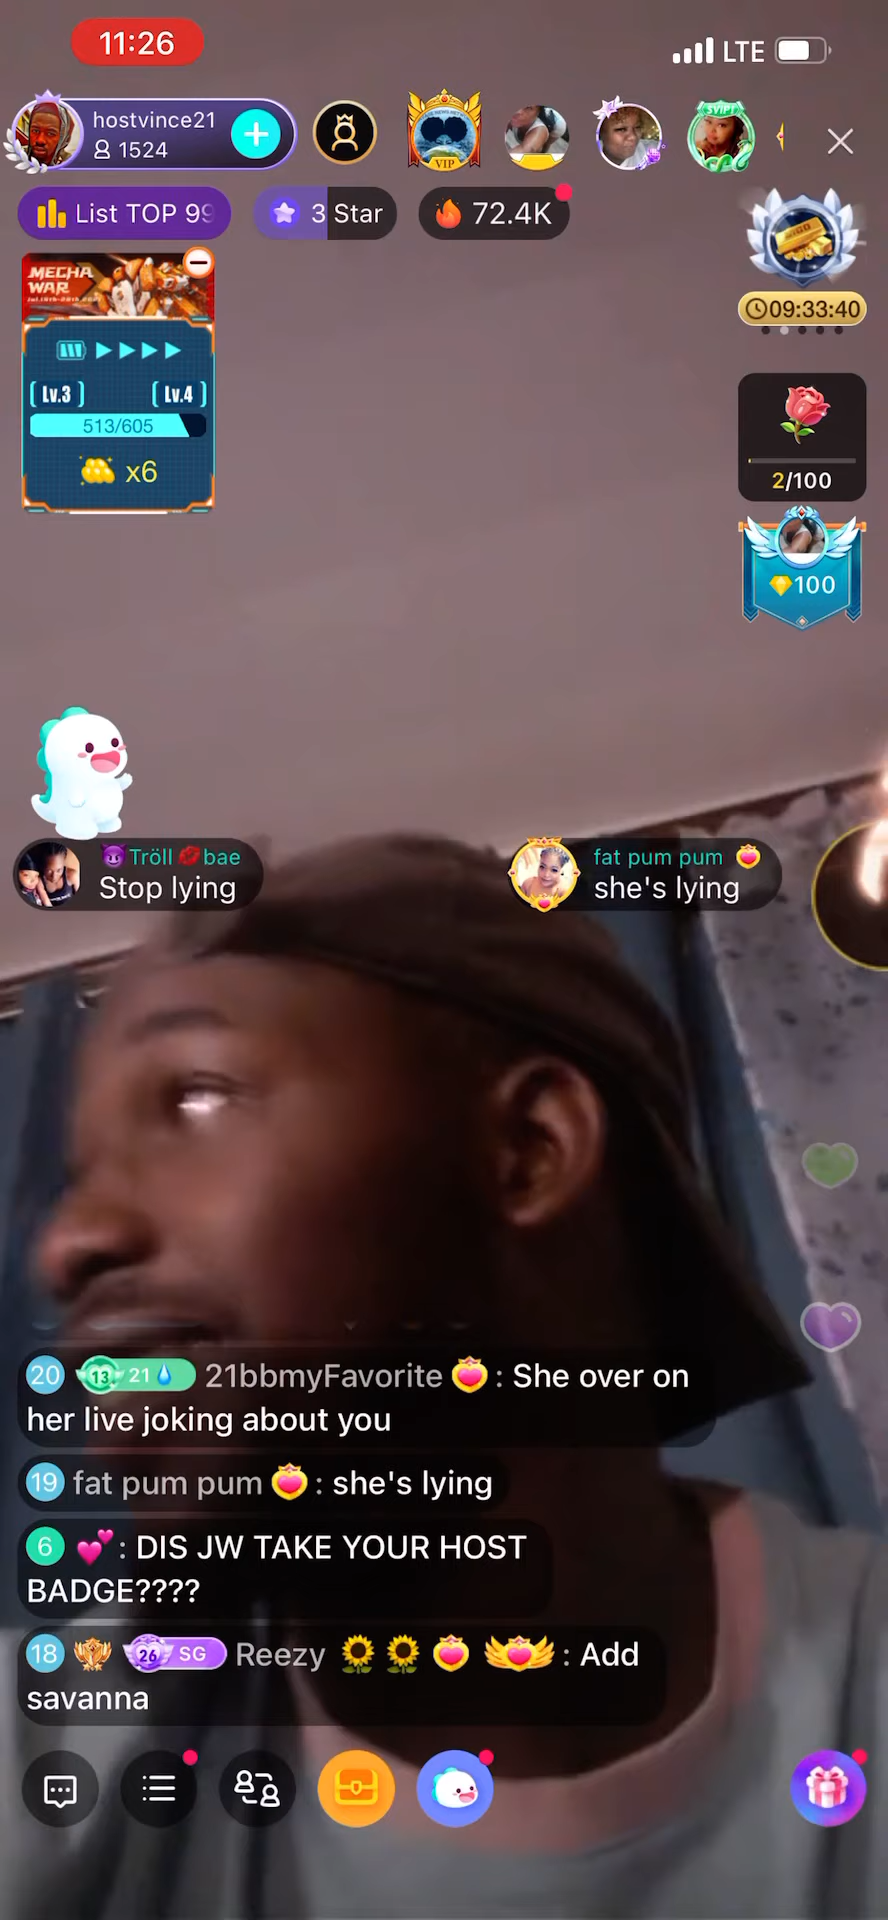 11:26
LTE
hostvince21
1524
VIP
SVIP
List TOP 99
3 Star
72.4K
MECHA
WAR
09:33:40
Lv.3
Lv.4
513/605
x6
2/100
100
Tröll 💋bae
Stop lying
fat pum pum
she's lying
20 13 21 21bbmyFavorite : She over on
her live joking about you
19 fat pum pum : she's lying
6 💕 : DIS JW TAKE YOUR HOST
BADGE????
18 26 SG Reezy 🌻 🌻 : Add
savanna